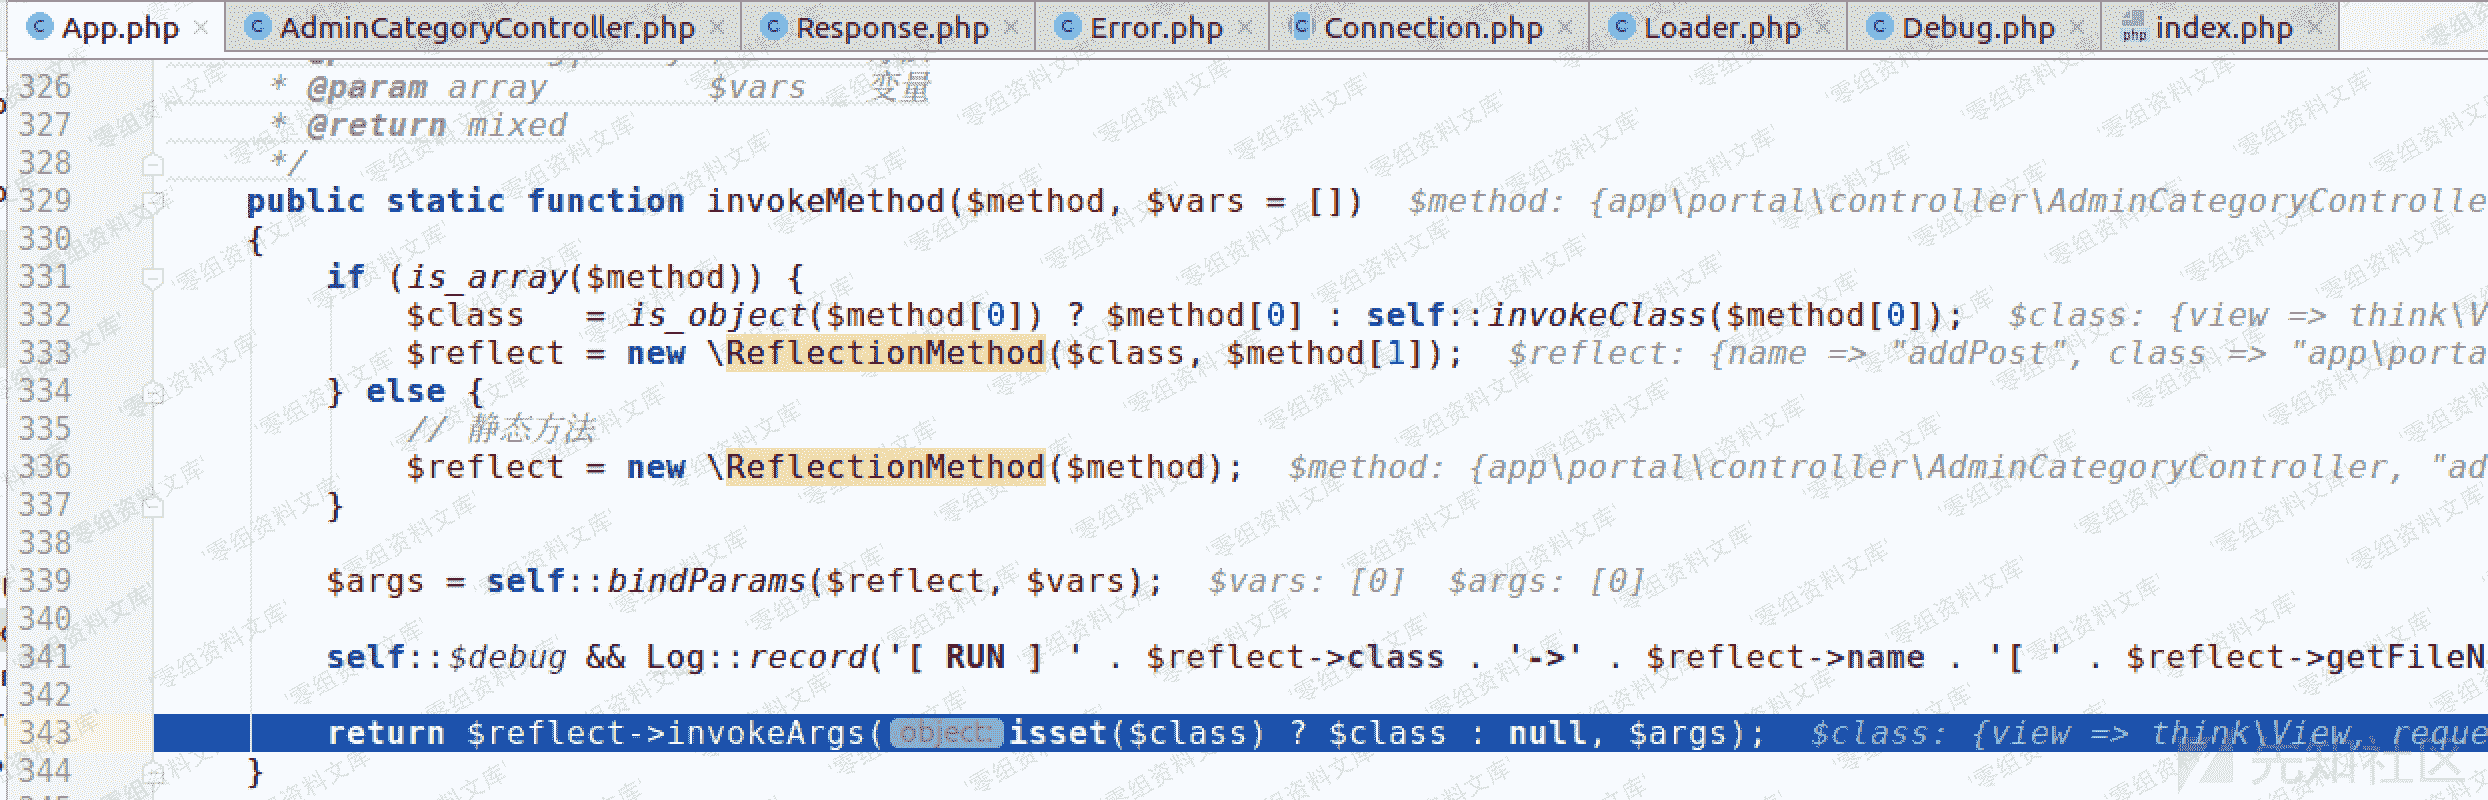 App.php AdminCategoryController.php Response.php Error.php Connection.php Loader.php Debug.php index.php
326 * @param array $vars 变量
327 * @return mixed
328 */
329 public static function invokeMethod($method, $vars = []) $method: {app\portal\controller\AdminCategoryControlle
330 {
331 if (is_array($method)) {
332 $class = is_object($method[0]) ? $method[0] : self::invokeClass($method[0]); $class: {view => think\V
333 $reflect = new \ReflectionMethod($class, $method[1]); $reflect: {name => "addPost", class => "app\porta
334 } else {
335 // 静态方法
336 $reflect = new \ReflectionMethod($method); $method: {app\portal\controller\AdminCategoryController, "ad
337 }
338
339 $args = self::bindParams($reflect, $vars); $vars: [0] $args: [0]
340
341 self::$debug && Log::record('[ RUN ] ' . $reflect->class . '->' . $reflect->name . '[ ' . $reflect->getFileN
342
343 return $reflect->invokeArgs( object: isset($class) ? $class : null, $args); $class: {view => think\View, reque
344 }
零组资料文库
先知社区